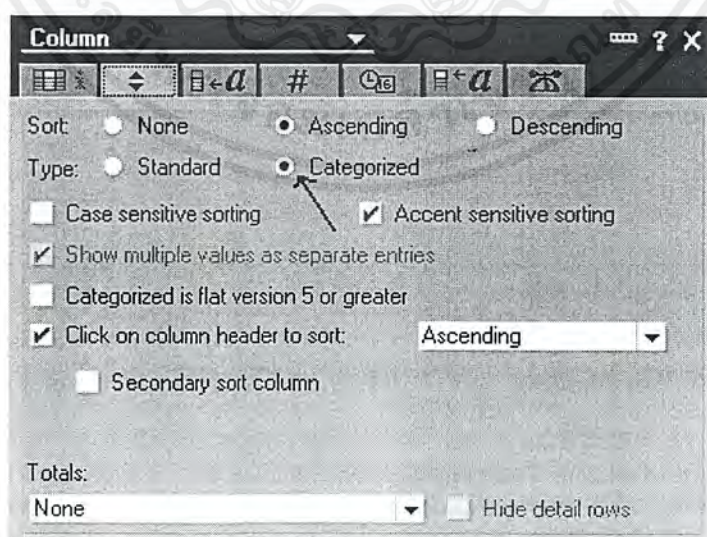 Column ? X
a # 16 a
Sort: None Ascending Descending
Type: Standard Categorized
Case sensitive sorting Accent sensitive sorting
Show multiple values as separate entries
Categorized is flat version 5 or greater
Click on column header to sort: Ascending
Secondary sort column
Totals:
None Hide detail rows